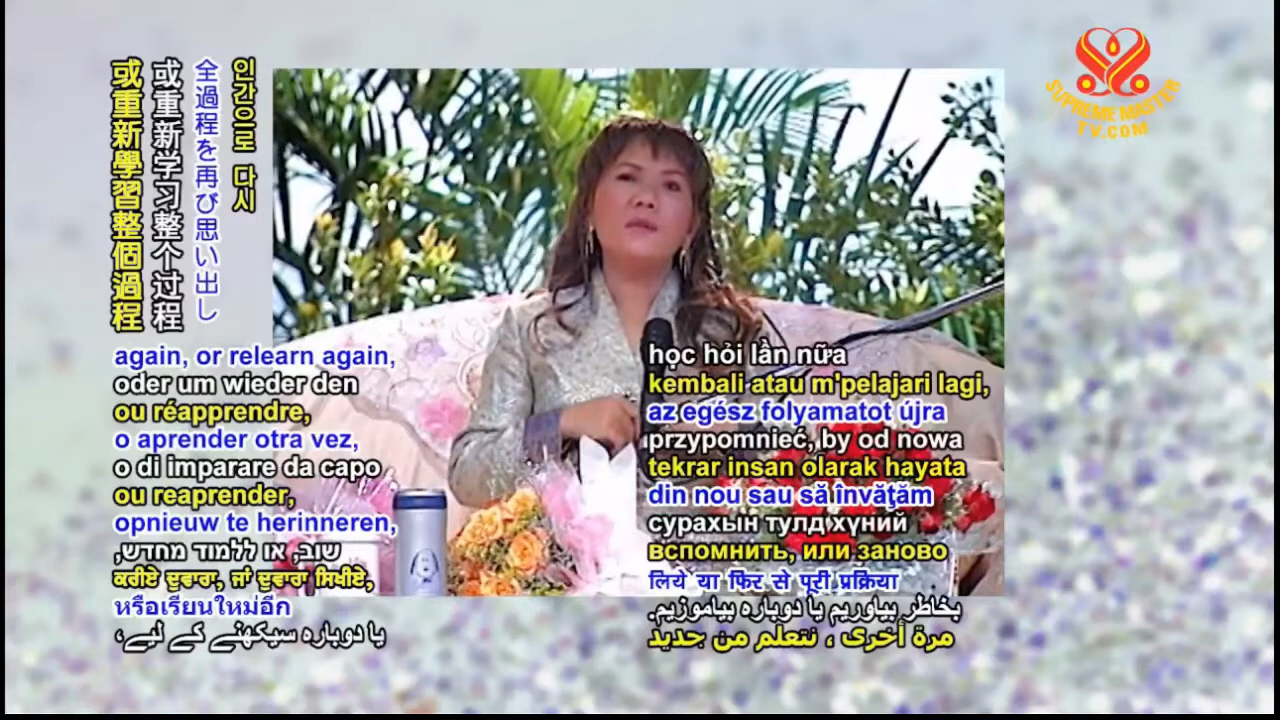 SUPREME MASTER
TV.COM
인간으로 다시
全過程を再び思い出し
或重新学习整个过程
或重新學習整個過程
again, or relearn again,
oder um wieder den
ou réapprendre,
o aprender otra vez,
o di imparare da capo
ou reaprender,
opnieuw te herinneren,
שוב, או ללמוד מחדש,
ਕਰੀਏ ਦੁਵਾਰਾ, ਜਾਂ ਦੁਵਾਰਾ ਸਿਖੀਏ,
หรือเรียนใหม่อีก
یا دوبارہ سیکھنے کے لیے،
học hỏi lần nữa
kembali atau m'pelajari lagi,
az egész folyamatot újra
przypomnieć, by od nowa
tekrar insan olarak hayata
din nou sau să învăţăm
сурахын тулд хүний
вспомнить, или заново
लिये या फिर से पूरी प्रक्रिया
بخاطر بیاوریم یا دوباره بیاموزیم.
مرة أخرى ، نتعلم من جديد